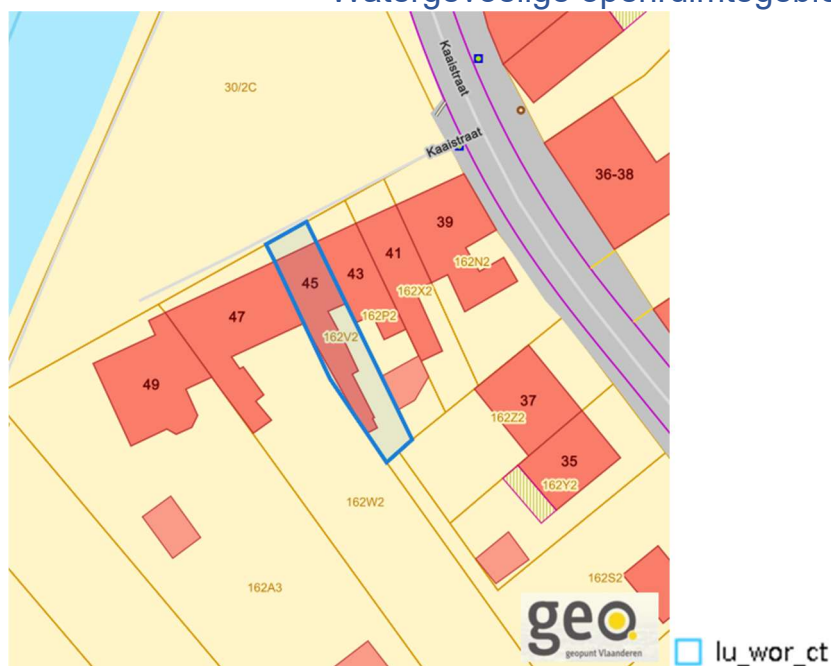 Watergevoelige openruimtegebie
Kaaistraat
30/2C
Kaaistraat
36-38
39
41
162N2
43
45
162X2
162P2
47
162V2
49
37
162Z2
35
162Y2
162W2
162A3
162S2
geo.
geopunt Vlaanderen
lu_wor_ct